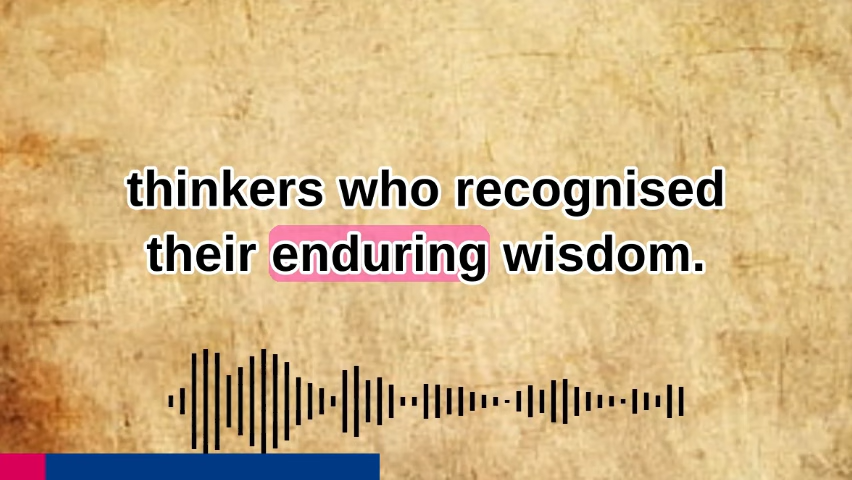 thinkers who recognised
their enduring wisdom.